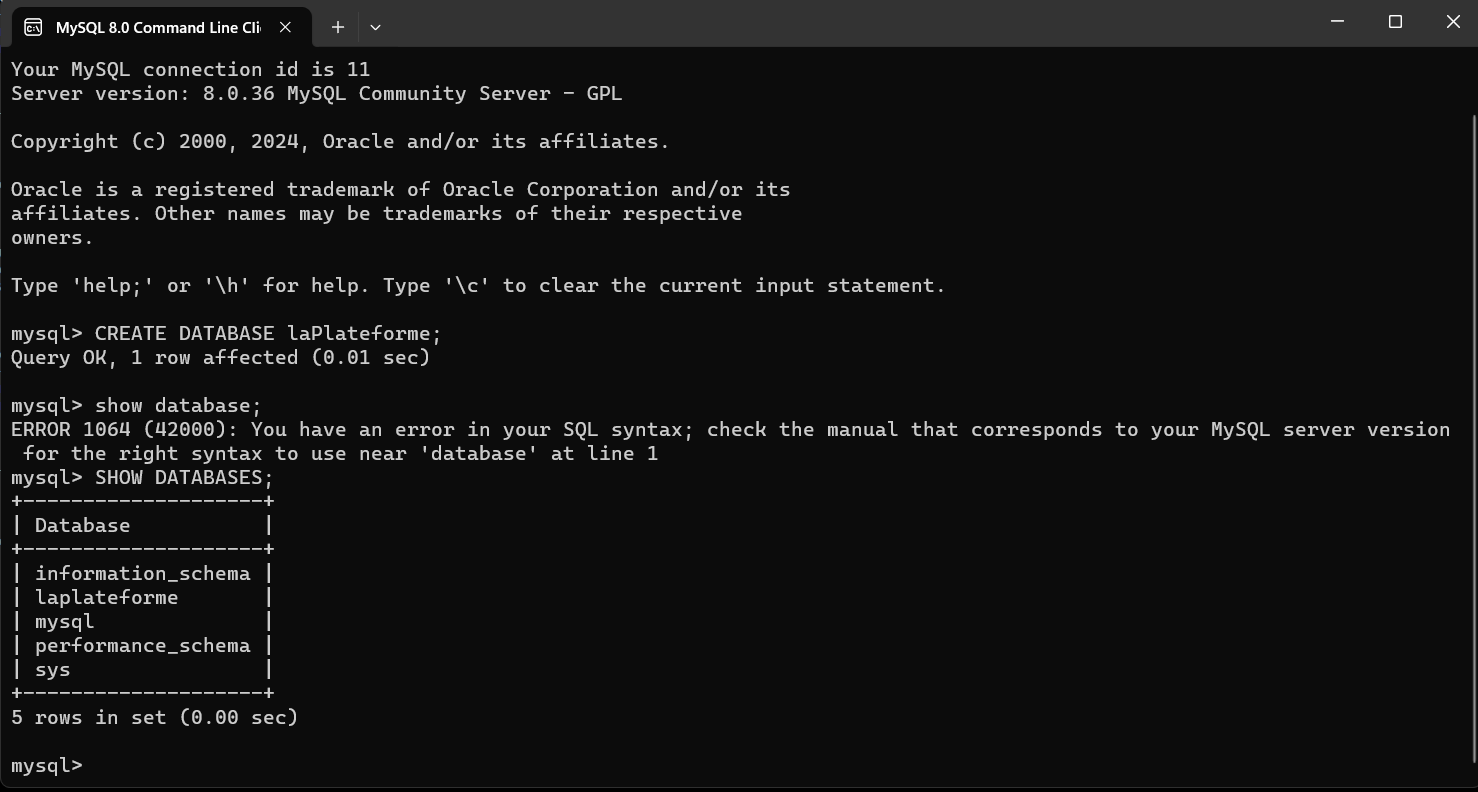 MySQL 8.0 Command Line Cli
Your MySQL connection id is 11
Server version: 8.0.36 MySQL Community Server - GPL
Copyright (c) 2000, 2024, Oracle and/or its affiliates.
Oracle is a registered trademark of Oracle Corporation and/or its
affiliates. Other names may be trademarks of their respective
owners.
Type 'help;' or '\h' for help. Type '\c' to clear the current input statement.
mysql> CREATE DATABASE laPlateforme;
Query OK, 1 row affected (0.01 sec)
mysql> show database;
ERROR 1064 (42000): You have an error in your SQL syntax; check the manual that corresponds to your MySQL server version
 for the right syntax to use near 'database' at line 1
mysql> SHOW DATABASES;
+--------------------+
| Database           |
+--------------------+
| information_schema |
| laplateforme       |
| mysql              |
| performance_schema |
| sys                |
+--------------------+
5 rows in set (0.00 sec)
mysql>